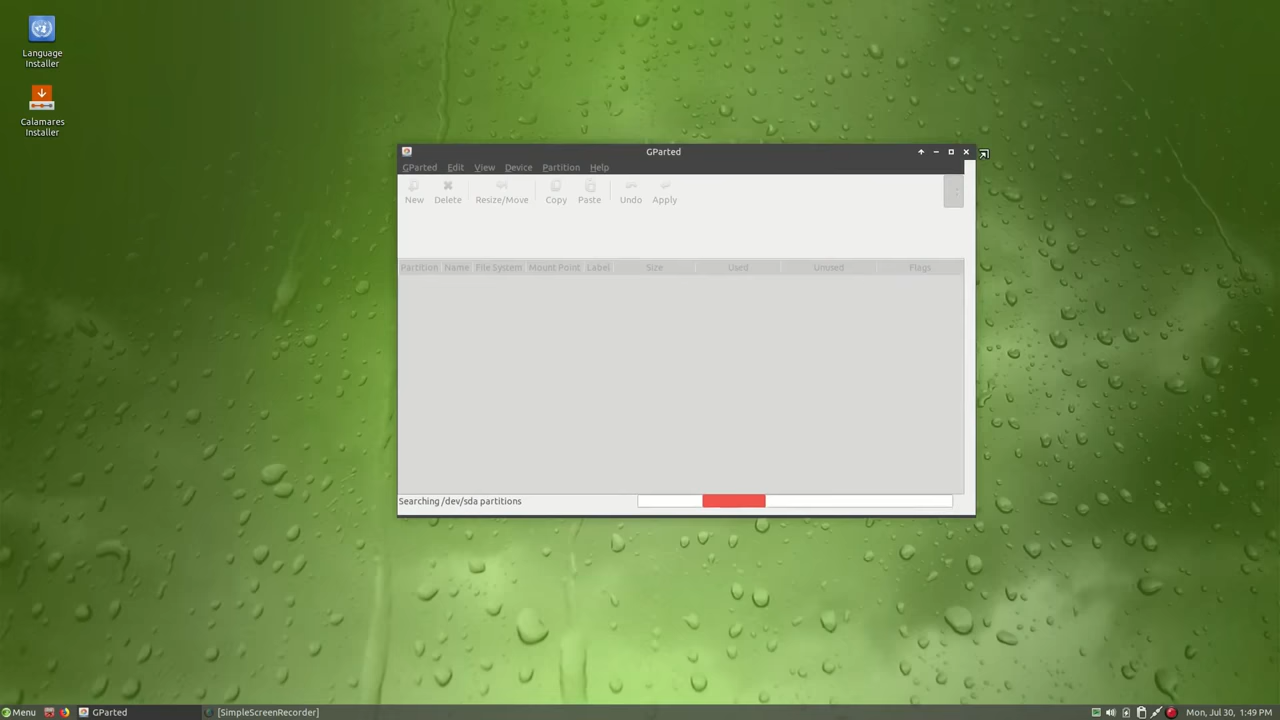 Language
Installer
Calamares
Installer
GParted
GParted Edit View Device Partition Help
New Delete Resize/Move Copy Paste Undo Apply
Partition Name File System Mount Point Label Size Used Unused Flags
Searching /dev/sda partitions
Menu GParted [SimpleScreenRecorder] Mon, Jul 30, 1:49 PM